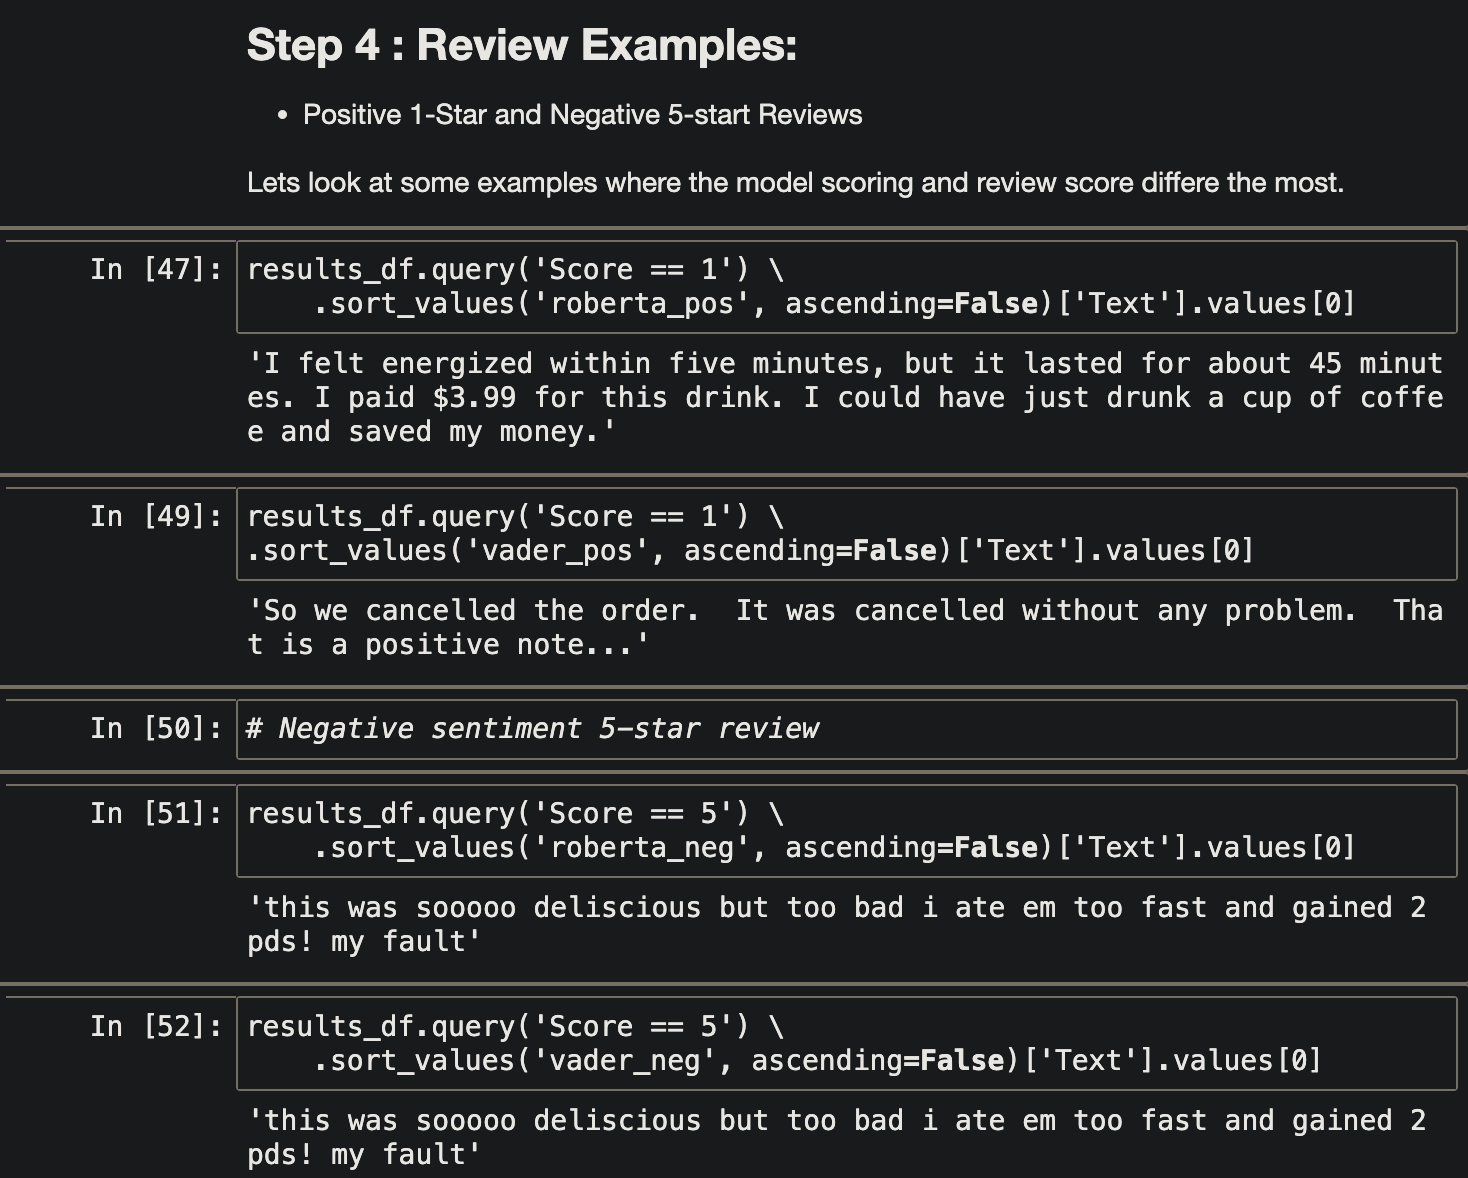 Step 4 : Review Examples:
• Positive 1-Star and Negative 5-start Reviews
Lets look at some examples where the model scoring and review score differe the most.
In [47]: results_df.query('Score == 1') \
.sort_values('roberta_pos', ascending=False)['Text'].values[0]
'I felt energized within five minutes, but it lasted for about 45 minut
es. I paid $3.99 for this drink. I could have just drunk a cup of coffe
e and saved my money.'
In [49]: results_df.query('Score == 1') \
.sort_values('vader_pos', ascending=False)['Text'].values[0]
'So we cancelled the order.  It was cancelled without any problem.  Tha
t is a positive note...'
In [50]: # Negative sentiment 5-star review
In [51]: results_df.query('Score == 5') \
.sort_values('roberta_neg', ascending=False)['Text'].values[0]
'this was sooooo deliscious but too bad i ate em too fast and gained 2
pds! my fault'
In [52]: results_df.query('Score == 5') \
.sort_values('vader_neg', ascending=False)['Text'].values[0]
'this was sooooo deliscious but too bad i ate em too fast and gained 2
pds! my fault'